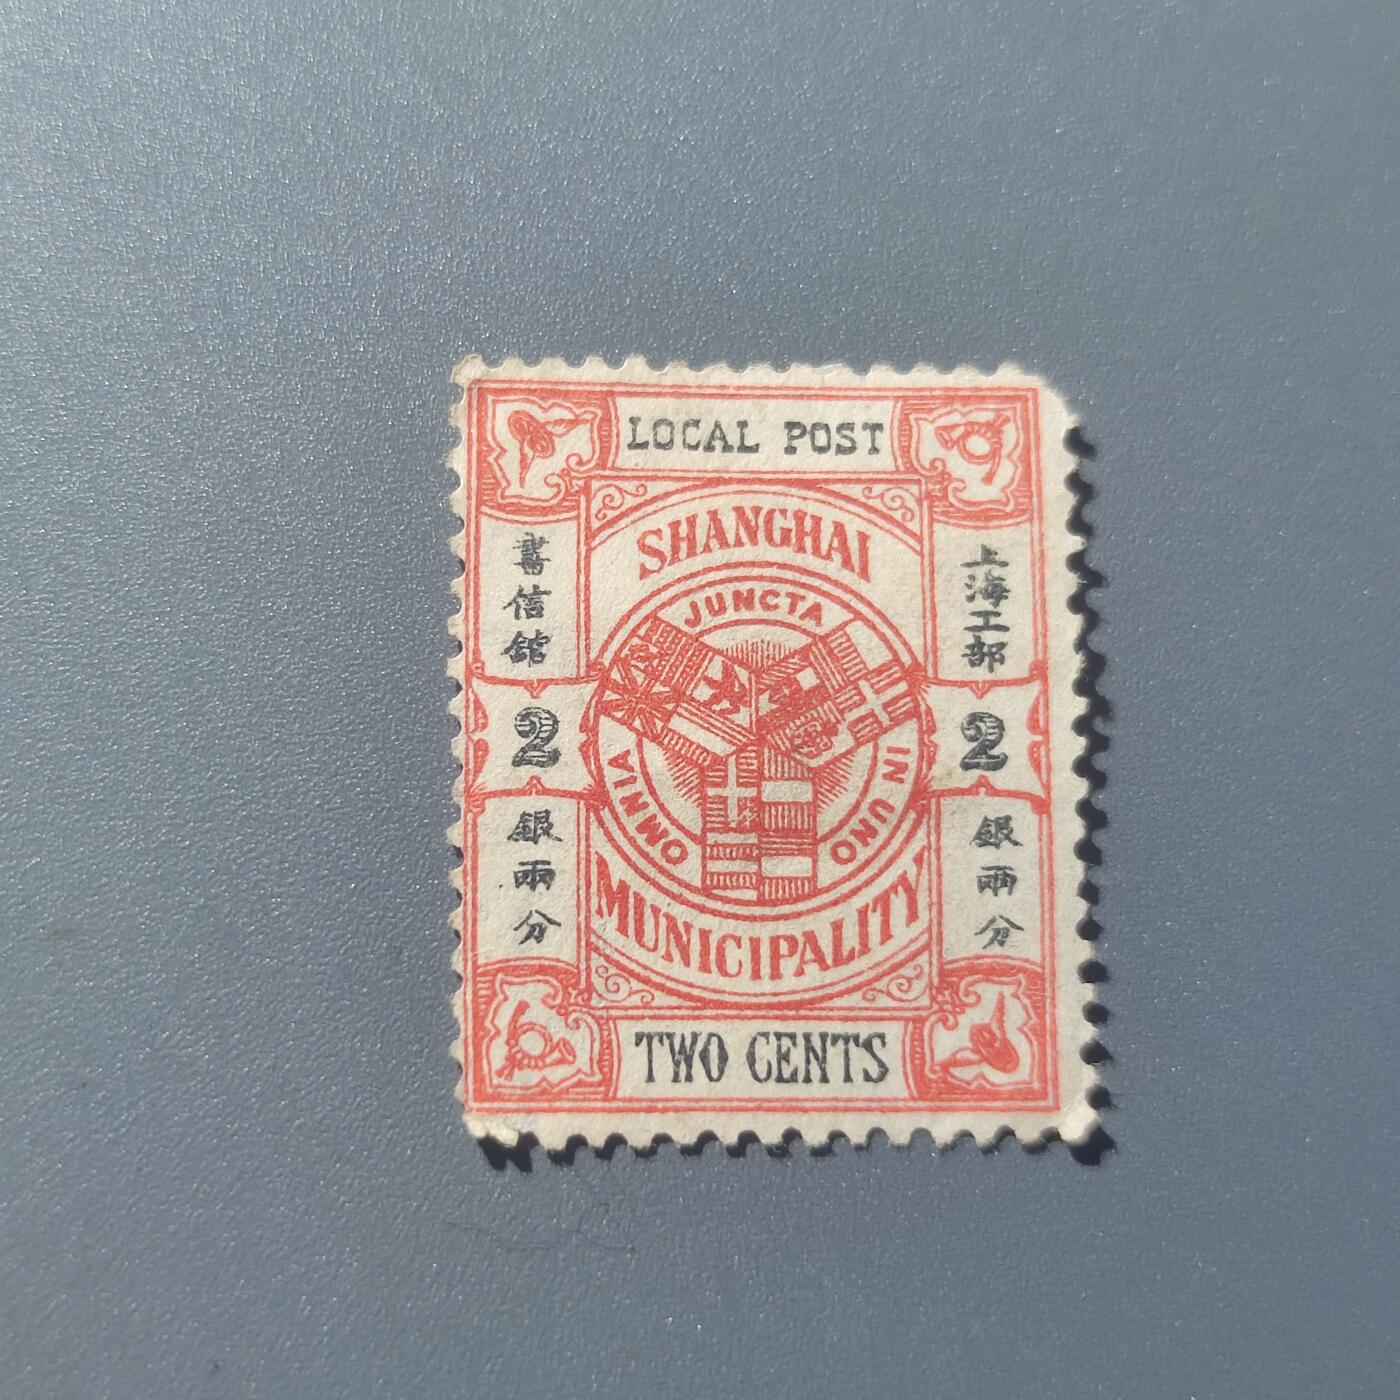 LOCAL POST
SHANGHAI
OMNIA JUNCTA IN UNO
MUNICIPALITY
上海工部
書信館
2
2
銀兩分
銀兩分
TWO CENTS